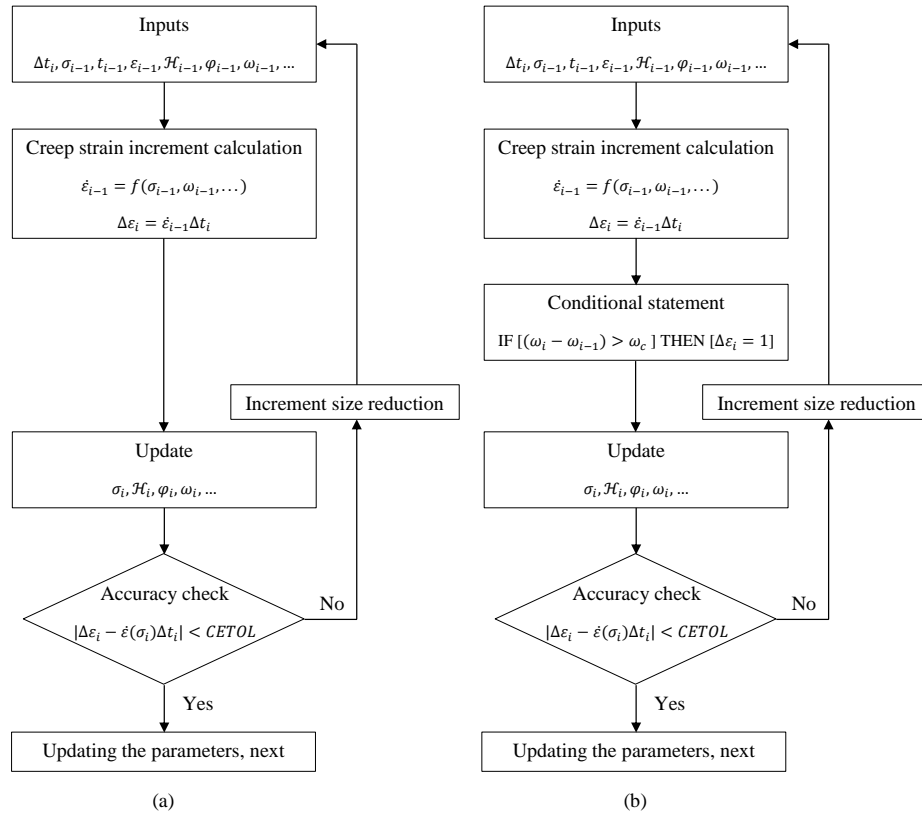 Inputs
Δt_i, σ_{i−1}, t_{i−1}, ε_{i−1}, ℋ_{i−1}, φ_{i−1}, ω_{i−1}, …
Creep strain increment calculation
ε̇_{i−1} = f(σ_{i−1}, ω_{i−1}, …)
Δε_i = ε̇_{i−1}Δt_i
Increment size reduction
Update
σ_i, ℋ_i, φ_i, ω_i, …
Accuracy check
|Δε_i − ε̇(σ_i)Δt_i| < CETOL
No
Yes
Updating the parameters, next
(a)
Inputs
Δt_i, σ_{i−1}, t_{i−1}, ε_{i−1}, ℋ_{i−1}, φ_{i−1}, ω_{i−1}, …
Creep strain increment calculation
ε̇_{i−1} = f(σ_{i−1}, ω_{i−1}, …)
Δε_i = ε̇_{i−1}Δt_i
Conditional statement
IF [(ω_i − ω_{i−1}) > ω_c ] THEN [Δε_i = 1]
Increment size reduction
Update
σ_i, ℋ_i, φ_i, ω_i, …
Accuracy check
|Δε_i − ε̇(σ_i)Δt_i| < CETOL
No
Yes
Updating the parameters, next
(b)